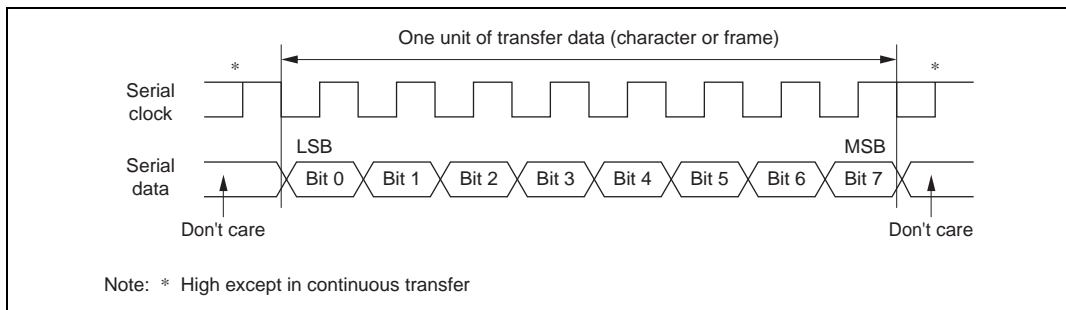 One unit of transfer data (character or frame)
* *
Serial clock
LSB MSB
Serial data
Bit 0 Bit 1 Bit 2 Bit 3 Bit 4 Bit 5 Bit 6 Bit 7
Don't care Don't care
Note: * High except in continuous transfer